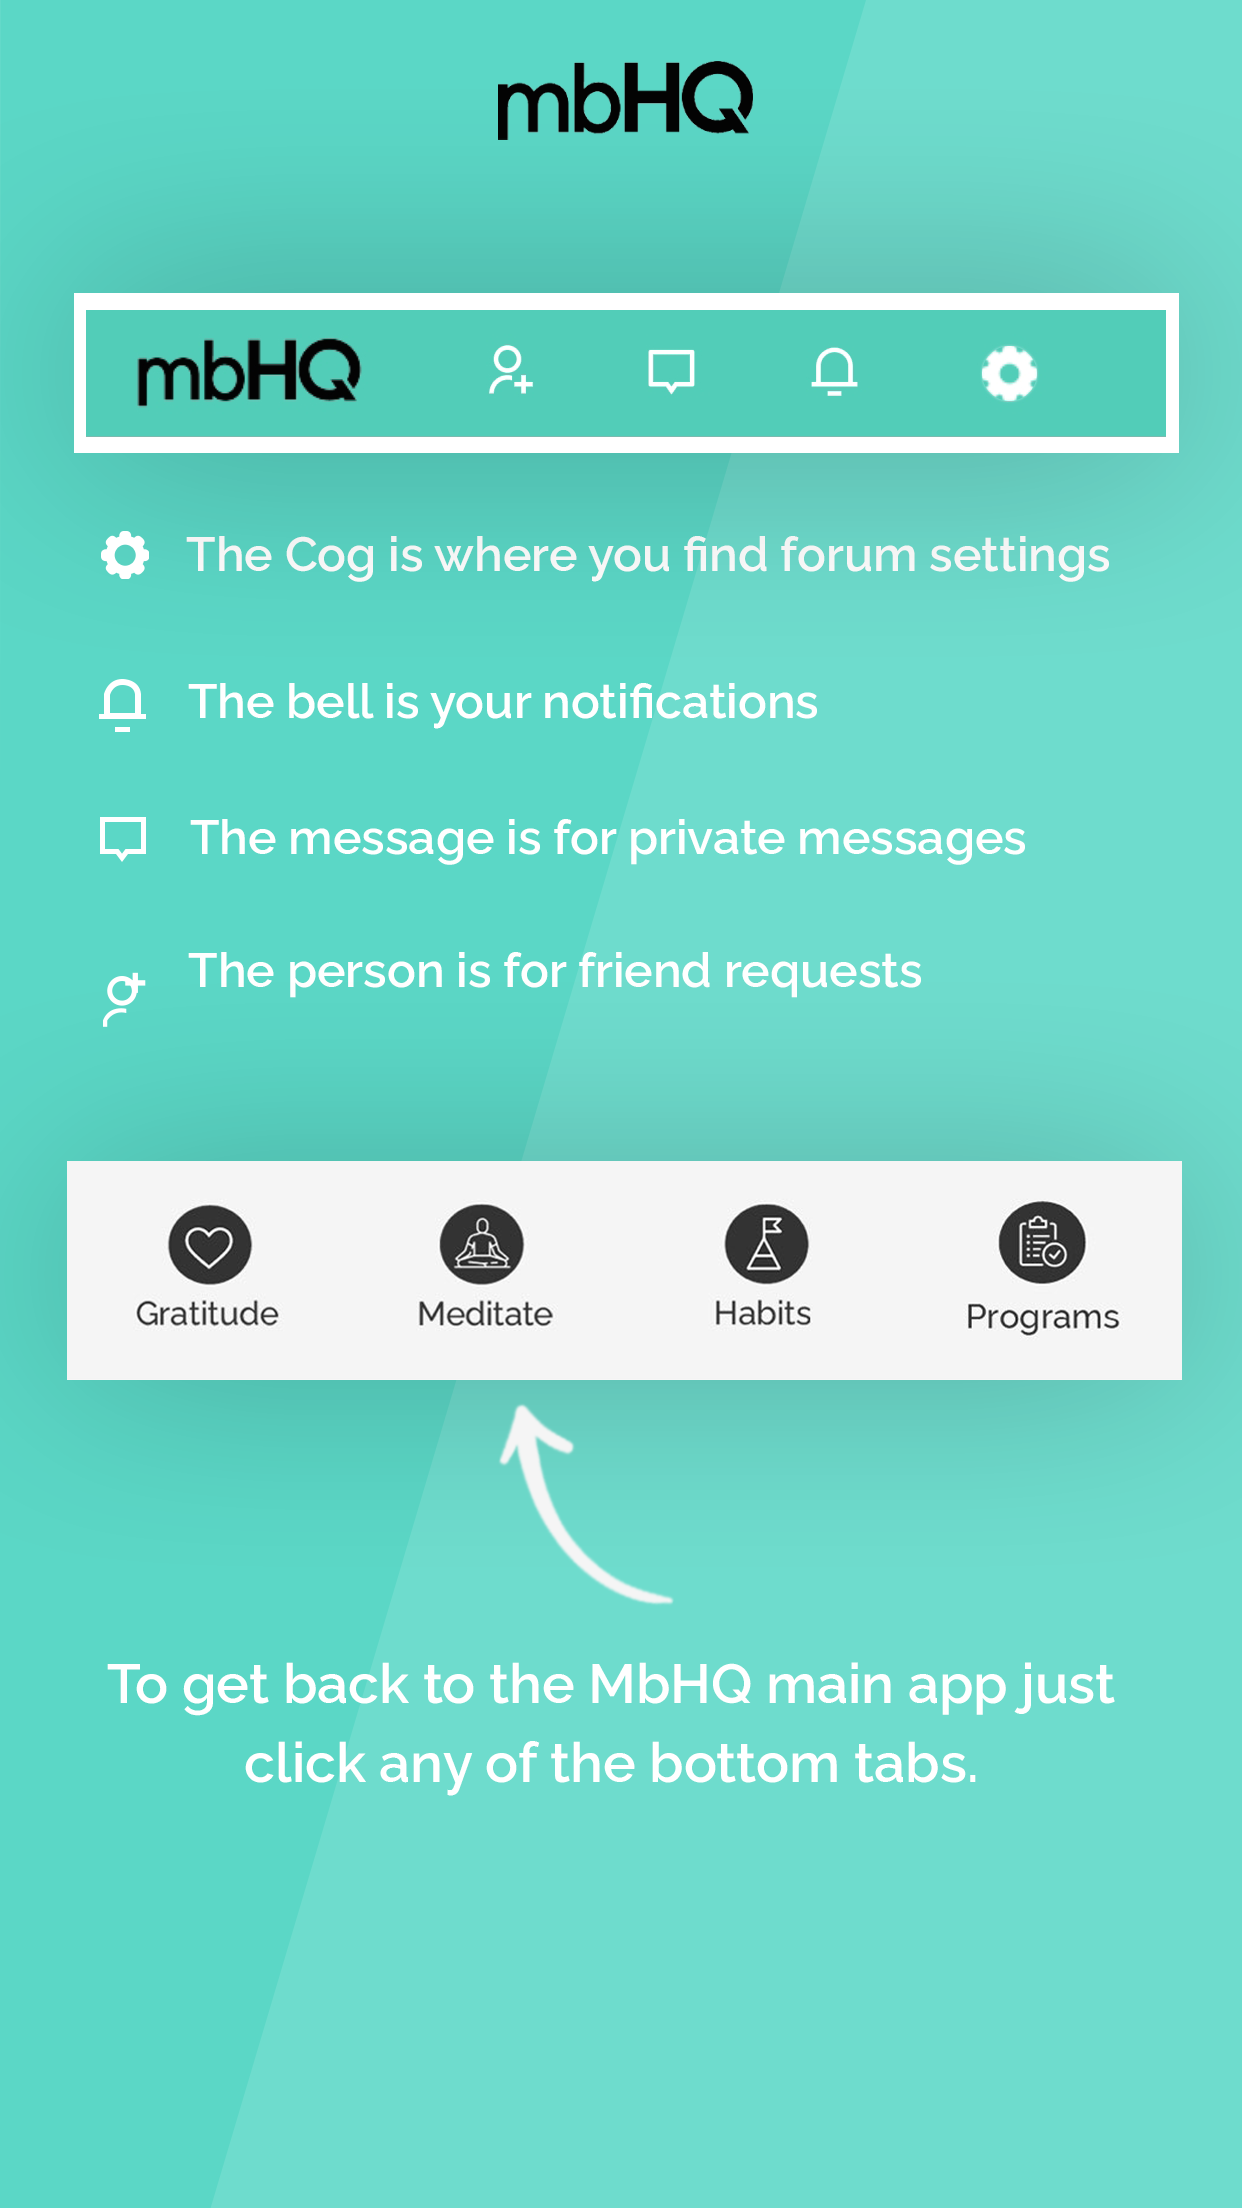 mbHQ
mbHQ
The Cog is where you find forum settings
The bell is your notifications
The message is for private messages
The person is for friend requests
Gratitude
Meditate
Habits
Programs
To get back to the MbHQ main app just
click any of the bottom tabs.